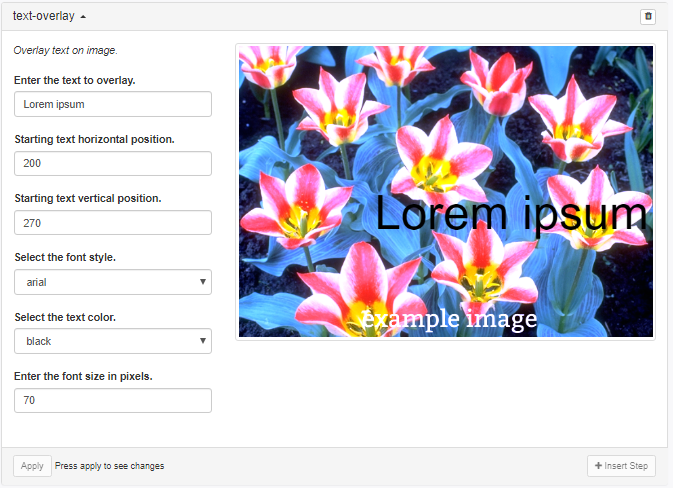 text-overlay
Overlay text on image.
Enter the text to overlay.
Lorem ipsum
Starting text horizontal position.
200
Starting text vertical position.
270
Select the font style.
arial
Select the text color.
black
Enter the font size in pixels.
70
Lorem ipsum
example image
Apply Press apply to see changes
Insert Step